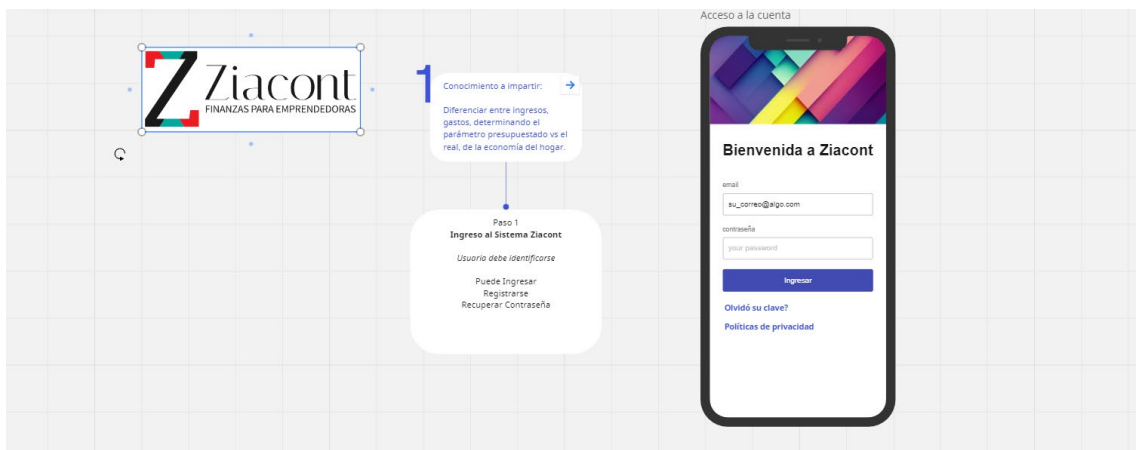 Ziacont
FINANZAS PARA EMPRENDEDORAS
1
Conocimiento a impartir:
Diferenciar entre ingresos,
gastos, determinando el
parámetro presupuestado vs el
real, de la economía del hogar.
Paso 1
Ingreso al Sistema Ziacont
Usuario debe identificarse
Puede Ingresar
Registrarse
Recuperar Contraseña
Acceso a la cuenta
Bienvenida a Ziacont
email
su_correo@algo.com
contraseña
your password
Ingresar
Olvidó su clave?
Políticas de privacidad